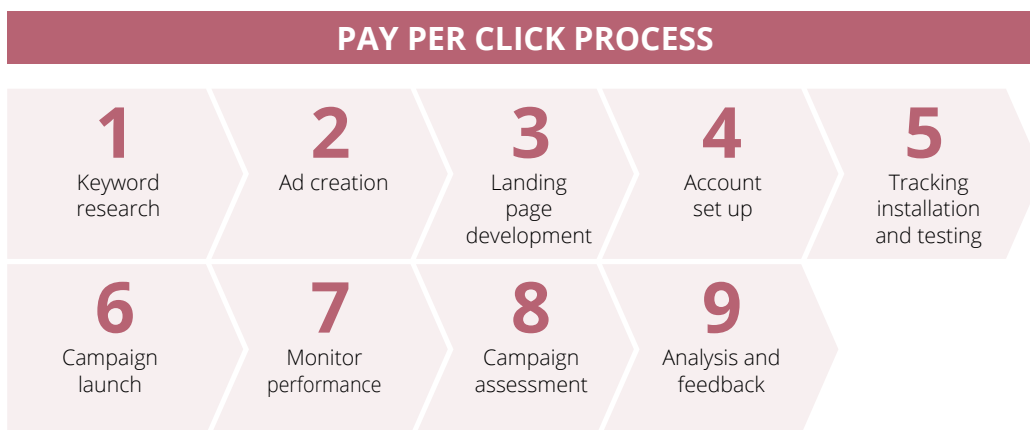 PAY PER CLICK PROCESS
1
Keyword
research
2
Ad creation
3
Landing
page
development
4
Account
set up
5
Tracking
installation
and testing
6
Campaign
launch
7
Monitor
performance
8
Campaign
assessment
9
Analysis and
feedback